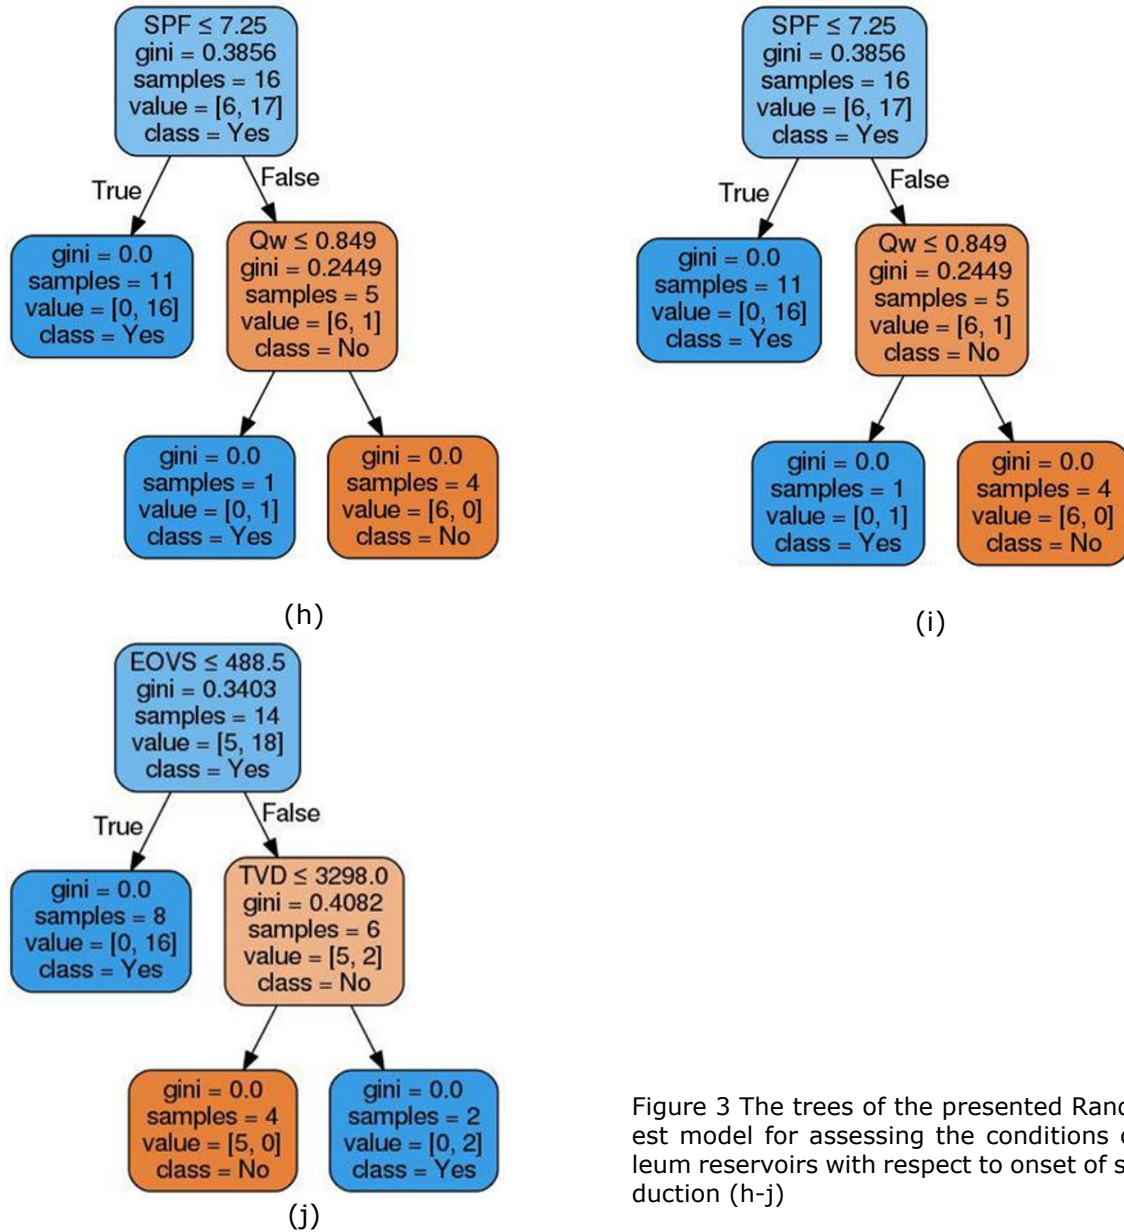 SPF ≤ 7.25
gini = 0.3856
samples = 16
value = [6, 17]
class = Yes
True
False
gini = 0.0
samples = 11
value = [0, 16]
class = Yes
Qw ≤ 0.849
gini = 0.2449
samples = 5
value = [6, 1]
class = No
gini = 0.0
samples = 1
value = [0, 1]
class = Yes
gini = 0.0
samples = 4
value = [6, 0]
class = No
(h)
SPF ≤ 7.25
gini = 0.3856
samples = 16
value = [6, 17]
class = Yes
True
False
gini = 0.0
samples = 11
value = [0, 16]
class = Yes
Qw ≤ 0.849
gini = 0.2449
samples = 5
value = [6, 1]
class = No
gini = 0.0
samples = 1
value = [0, 1]
class = Yes
gini = 0.0
samples = 4
value = [6, 0]
class = No
(i)
EOVS ≤ 488.5
gini = 0.3403
samples = 14
value = [5, 18]
class = Yes
True
False
gini = 0.0
samples = 8
value = [0, 16]
class = Yes
TVD ≤ 3298.0
gini = 0.4082
samples = 6
value = [5, 2]
class = No
gini = 0.0
samples = 4
value = [5, 0]
class = No
gini = 0.0
samples = 2
value = [0, 2]
class = Yes
(j)
Figure 3 The trees of the presented Rand
est model for assessing the conditions
leum reservoirs with respect to onset of s
duction (h-j)